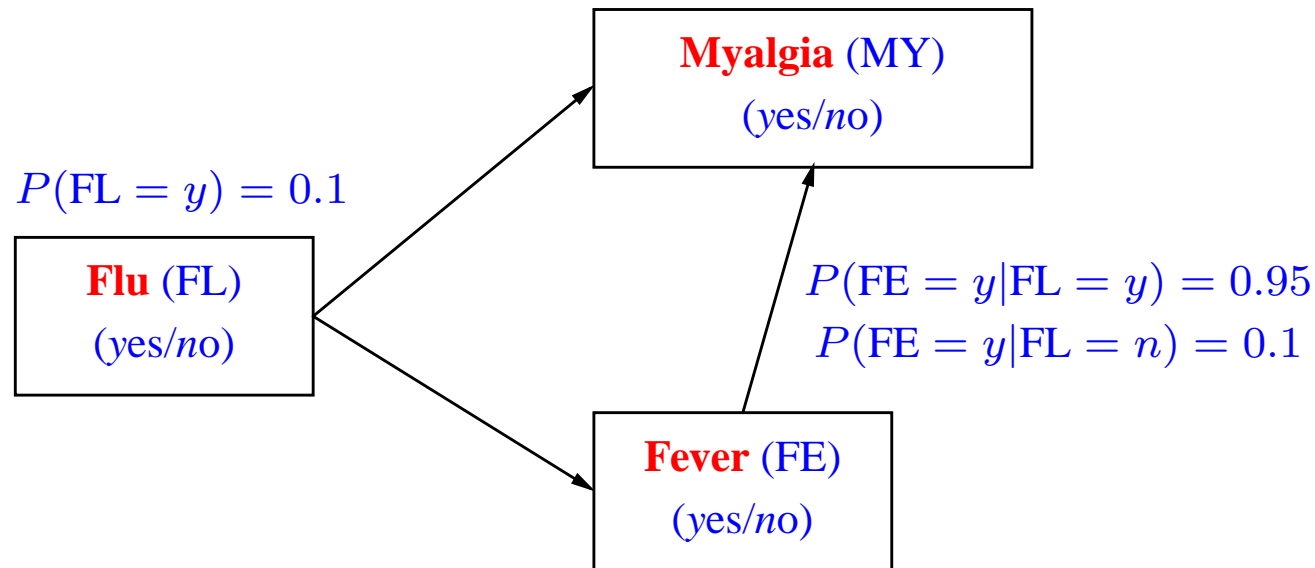 Myalgia (MY)
(yes/no)
P(FL = y) = 0.1
Flu (FL)
(yes/no)
P(FE = y|FL = y) = 0.95
P(FE = y|FL = n) = 0.1
Fever (FE)
(yes/no)